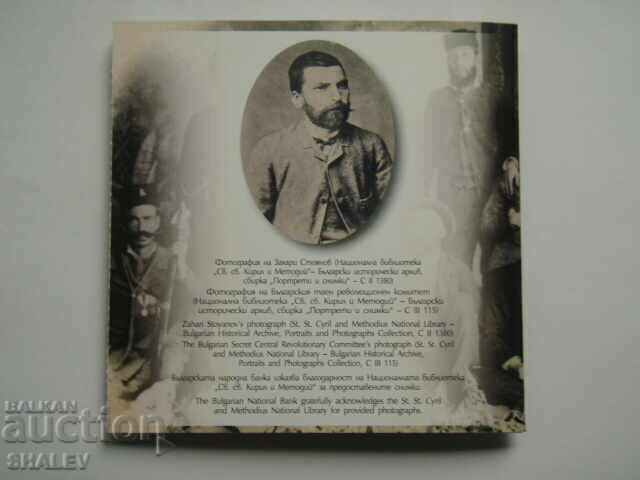 Фотография на Захари Стоянов (Национална библиотека
„Св. св. Кирил и Методий“ – Български исторически архив,
сбирка „Портрети и снимки“ – С II 1380)
Фотография на Българския таен революционен комитет
(Национална библиотека „Св. св. Кирил и Методий“ – Български
исторически архив, сбирка „Портрети и снимки“ – С III 115)
Zahari Stoyanov's photograph (St. St. Cyril and Methodius National Library –
Bulgarian Historical Archive, Portraits and Photographs Collection, C II 1380)
The Bulgarian Secret Central Revolutionary Committee's photograph (St. St. Cyril
and Methodius National Library – Bulgarian Historical Archive,
Portraits and Photographs Collection, C III 115)
Българската народна банка изказва благодарност на Националната библиотека
„Св. св. Кирил и Методий“ за предоставените снимки.
The Bulgarian National Bank gratefully acknowledges the St. St. Cyril
and Methodius National Library for provided photographs.
BALKAN
auction
SHALEV